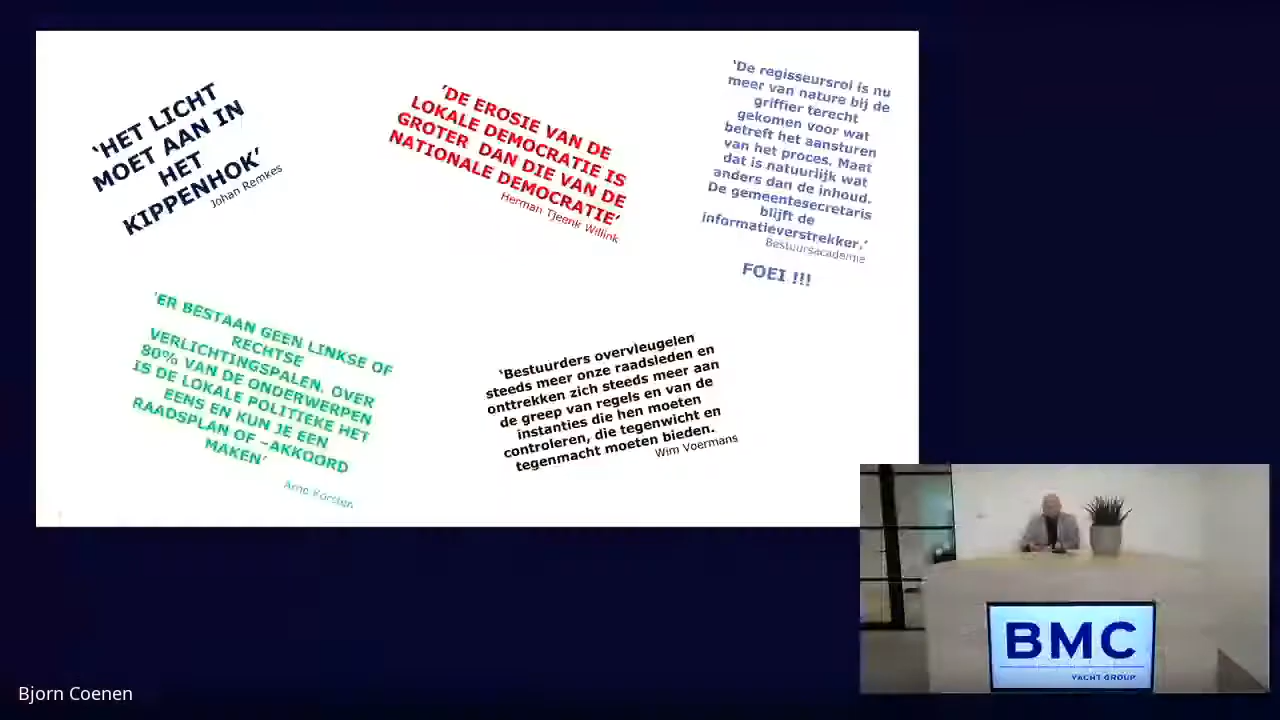 ‘HET LICHT
MOET AAN IN
HET
KIPPENHOK’
Johan Remkes
‘DE EROSIE VAN DE
LOKALE DEMOCRATIE IS
GROTER DAN DIE VAN DE
NATIONALE DEMOCRATIE’
Herman Tjeenk Willink
‘De regisseursrol is nu
meer van nature bij de
griffier terecht
gekomen voor wat
betreft het aansturen
van het proces. Maar
dat is natuurlijk wat
anders dan de inhoud.
De gemeentesecretaris
blijft de
informatieverstrekker.’
Bestuursacademie
FOEI !!!
‘ER BESTAAN GEEN LINKSE OF
RECHTSE
VERLICHTINGSPALEN. OVER
80% VAN DE ONDERWERPEN
IS DE LOKALE POLITIEKE HET
EENS EN KUN JE EEN
RAADSPLAN OF –AKKOORD
MAKEN’
Arno Korsten
‘Bestuurders overvleugelen
steeds meer onze raadsleden en
onttrekken zich steeds meer aan
de greep van regels en van de
instanties die hen moeten
controleren, die tegenwicht en
tegenmacht moeten bieden.
Wim Voermans
BMC
YACHT GROUP
Bjorn Coenen